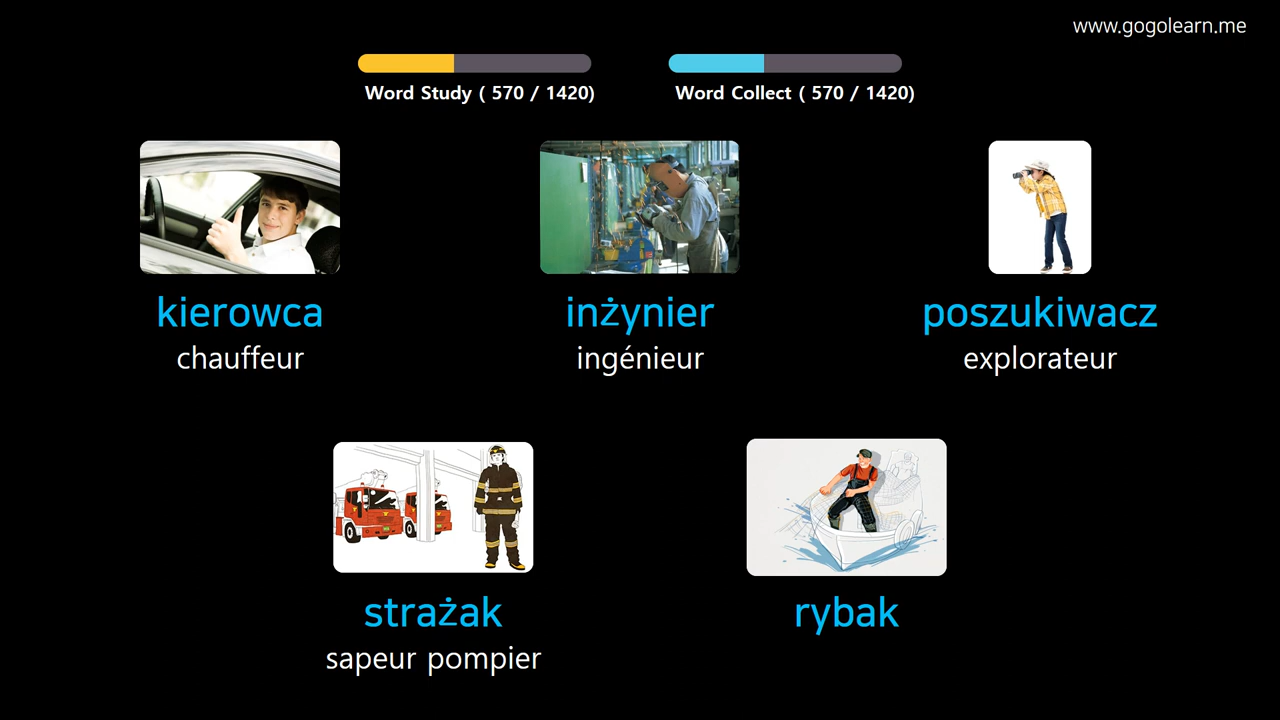 www.gogolearn.me
Word Study ( 570 / 1420)
Word Collect ( 570 / 1420)
kierowca
chauffeur
inżynier
ingénieur
poszukiwacz
explorateur
strażak
sapeur pompier
rybak